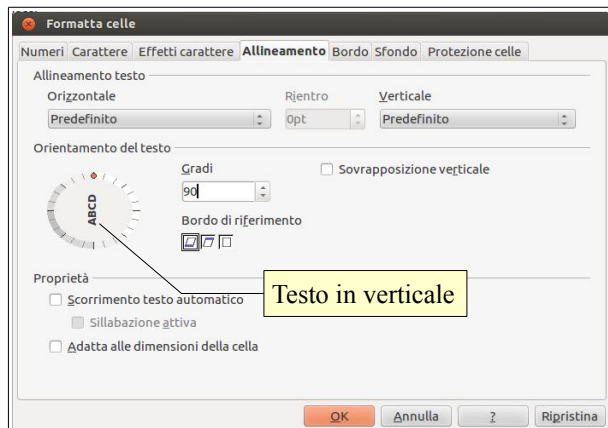 Formatta celle
Numeri Carattere Effetti carattere Allineamento Bordo Sfondo Protezione celle
Allineamento testo
Orizzontale Rientro Verticale
Predefinito 0pt Predefinito
Orientamento del testo
Gradi Sovrapposizione verticale
90
ABCD
Bordo di riferimento
Testo in verticale
Proprietà
Scorrimento testo automatico
Sillabazione attiva
Adatta alle dimensioni della cella
OK Annulla ? Ripristina